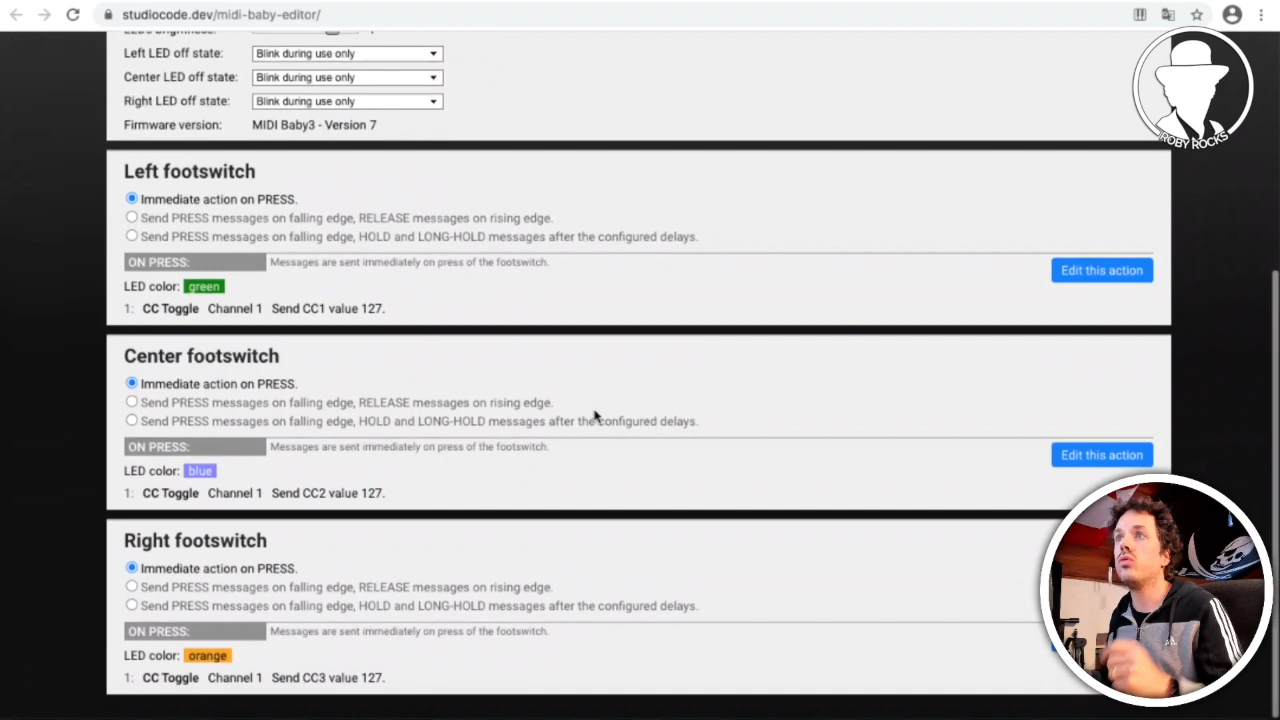 studiocode.dev/midi-baby-editor/
LED's brightness:
Left LED off state: Blink during use only
Center LED off state: Blink during use only
Right LED off state: Blink during use only
Firmware version: MIDI Baby3 - Version 7
ROBY ROCKS
Left footswitch
Immediate action on PRESS.
Send PRESS messages on falling edge, RELEASE messages on rising edge.
Send PRESS messages on falling edge, HOLD and LONG-HOLD messages after the configured delays.
ON PRESS: Messages are sent immediately on press of the footswitch.
Edit this action
LED color: green
1: CC Toggle Channel 1 Send CC1 value 127.
Center footswitch
Immediate action on PRESS.
Send PRESS messages on falling edge, RELEASE messages on rising edge.
Send PRESS messages on falling edge, HOLD and LONG-HOLD messages after the configured delays.
ON PRESS: Messages are sent immediately on press of the footswitch.
Edit this action
LED color: blue
1: CC Toggle Channel 1 Send CC2 value 127.
Right footswitch
Immediate action on PRESS.
Send PRESS messages on falling edge, RELEASE messages on rising edge.
Send PRESS messages on falling edge, HOLD and LONG-HOLD messages after the configured delays.
ON PRESS: Messages are sent immediately on press of the footswitch.
LED color: orange
1: CC Toggle Channel 1 Send CC3 value 127.